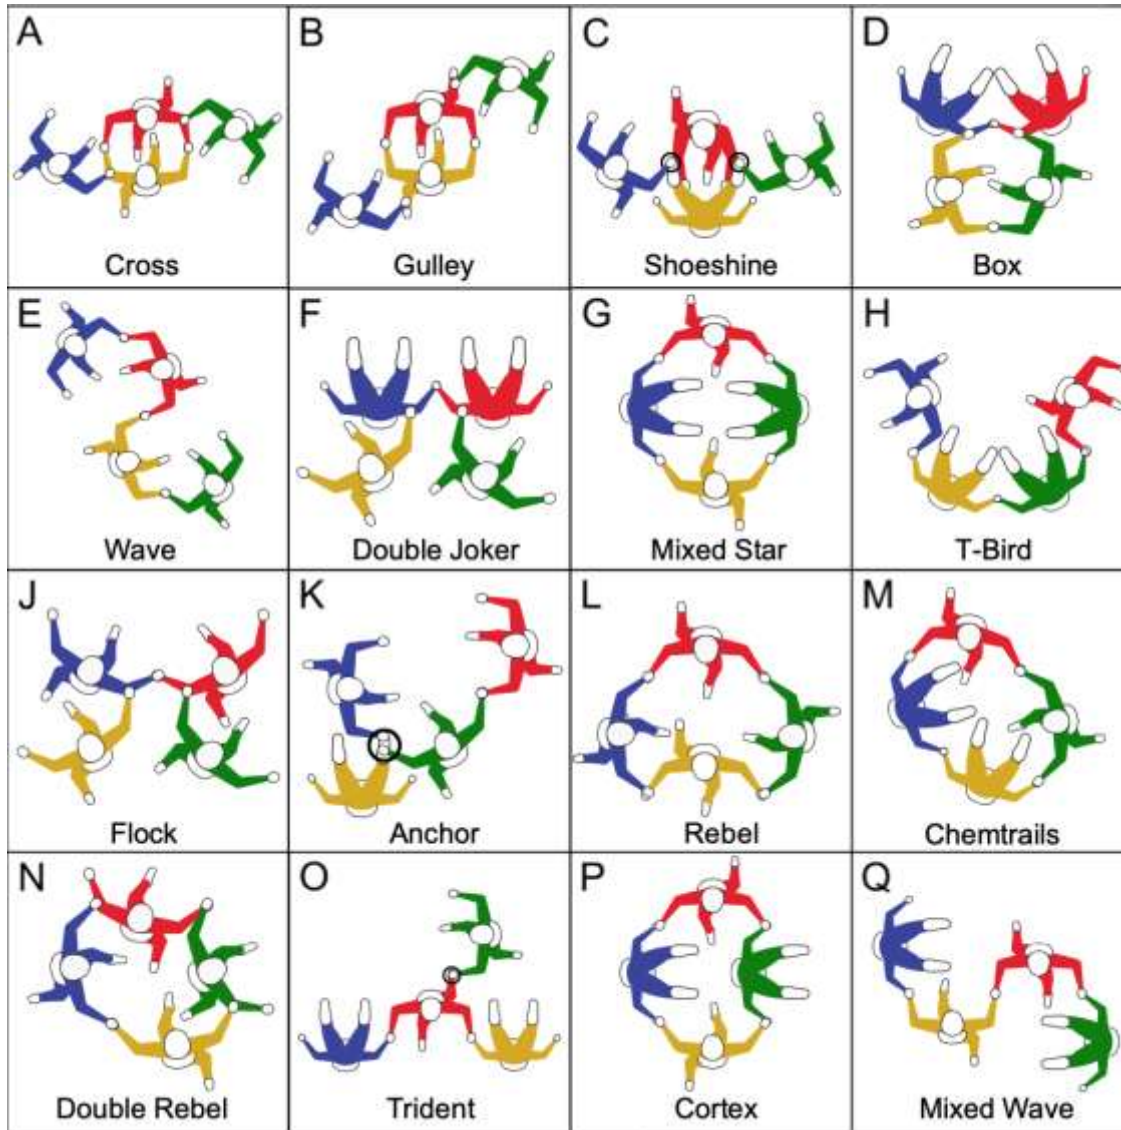 A
Cross
B
Gulley
C
Shoeshine
D
Box
E
Wave
F
Double Joker
G
Mixed Star
H
T-Bird
J
Flock
K
Anchor
L
Rebel
M
Chemtrails
N
Double Rebel
O
Trident
P
Cortex
Q
Mixed Wave